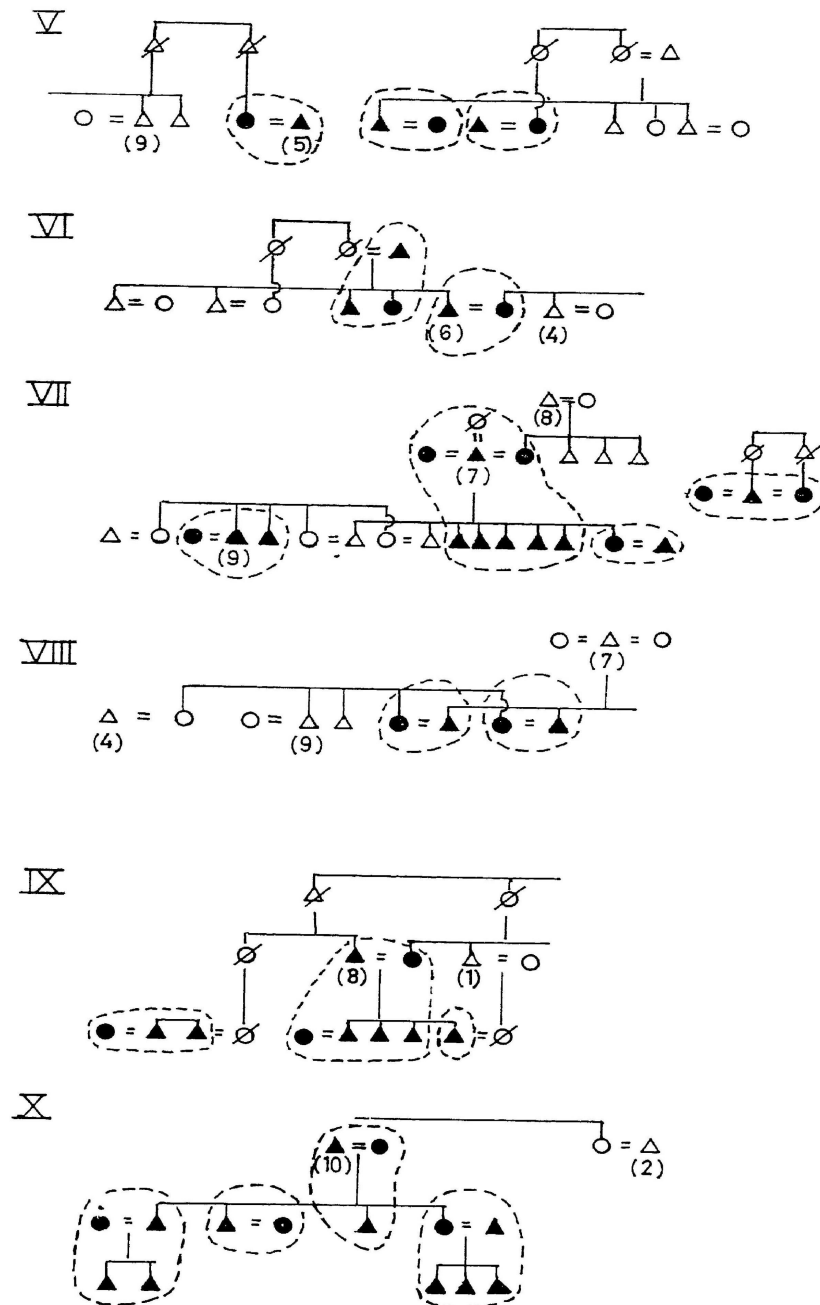 V
(9) (5)
VI
(6) (4)
VII
(8)
(7)
(9)
VIII
(7)
(4) (9)
IX
(8) (1)
X
(10) (2)